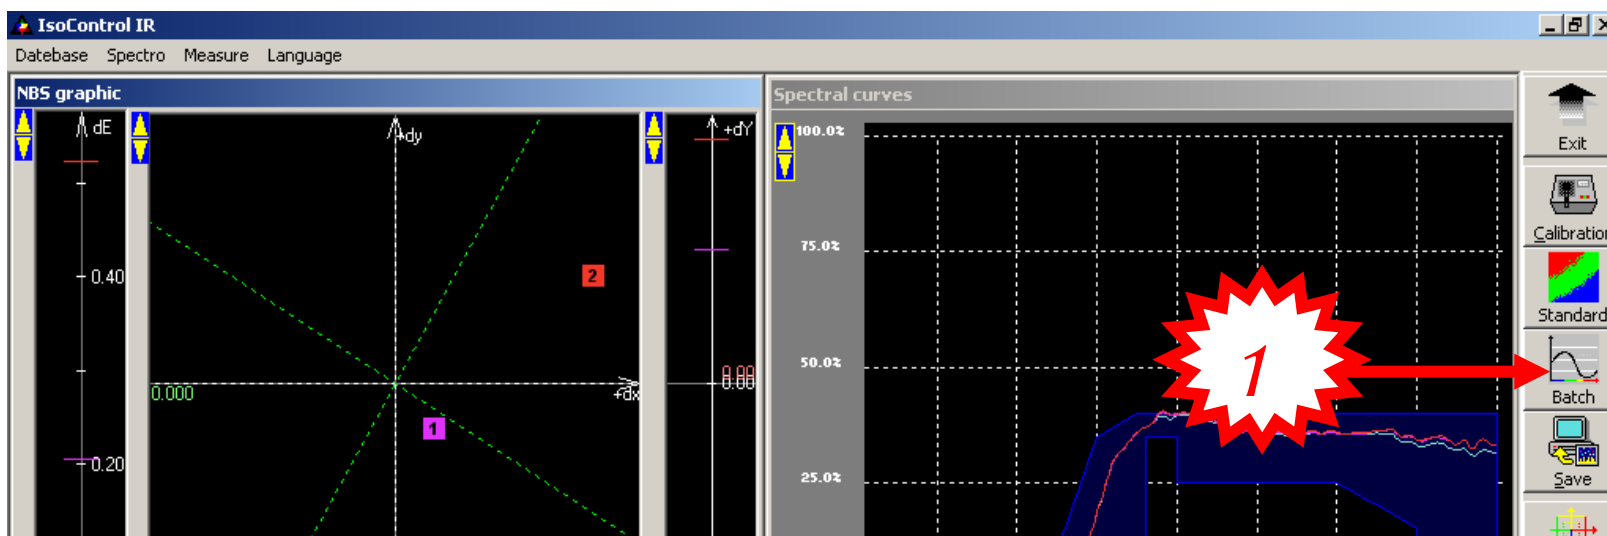 IsoControl IR
Datebase Spectro Measure Language
NBS graphic
dE
+dy
+dY
0.40
2
0.000
+dx
1
0.20
Spectral curves
100.0%
75.0%
50.0%
25.0%
1
Exit
Calibration
Standard
Batch
Save